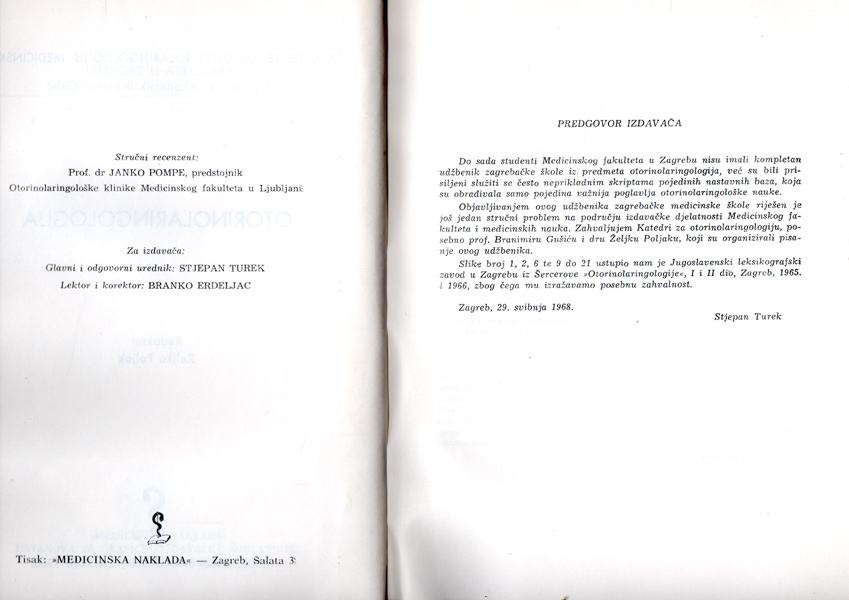 Stručni recenzent:
Prof. dr JANKO POMPE, predstojnik
Otorinolaringološke klinike Medicinskog fakulteta u Ljubljani
Za izdavača:
Glavni i odgovorni urednik: STJEPAN TUREK
Lektor i korektor: BRANKO ERDELJAC
Tisak: »MEDICINSKA NAKLADA« — Zagreb, Šalata 3
PREDGOVOR IZDAVAČA
Do sada studenti Medicinskog fakulteta u Zagrebu nisu imali kompletan
udžbenik zagrebačke škole iz predmeta otorinolaringologija, već su bili pri-
siljeni služiti se često neprikladnim skriptama pojedinih nastavnih baza, koja
su obrađivala samo pojedina važnija poglavlja otorinolaringološke nauke.
Objavljivanjem ovog udžbenika zagrebačke medicinske škole riješen je
još jedan stručni problem na području izdavačke djelatnosti Medicinskog fa-
kulteta i medicinskih nauka. Zahvaljujem Katedri za otorinolaringologiju, po-
sebno prof. Branimiru Gušiću i dru Željku Poljaku, koji su organizirali pisa-
nje ovog udžbenika.
Slike broj 1, 2, 6 te 9 do 21 ustupio nam je Jugoslavenski leksikografski
zavod u Zagrebu iz Šercerove »Otorinolaringologije«, I i II dio, Zagreb, 1965.
i 1966, zbog čega mu izražavamo posebnu zahvalnost.
Zagreb, 29. svibnja 1968.
Stjepan Turek